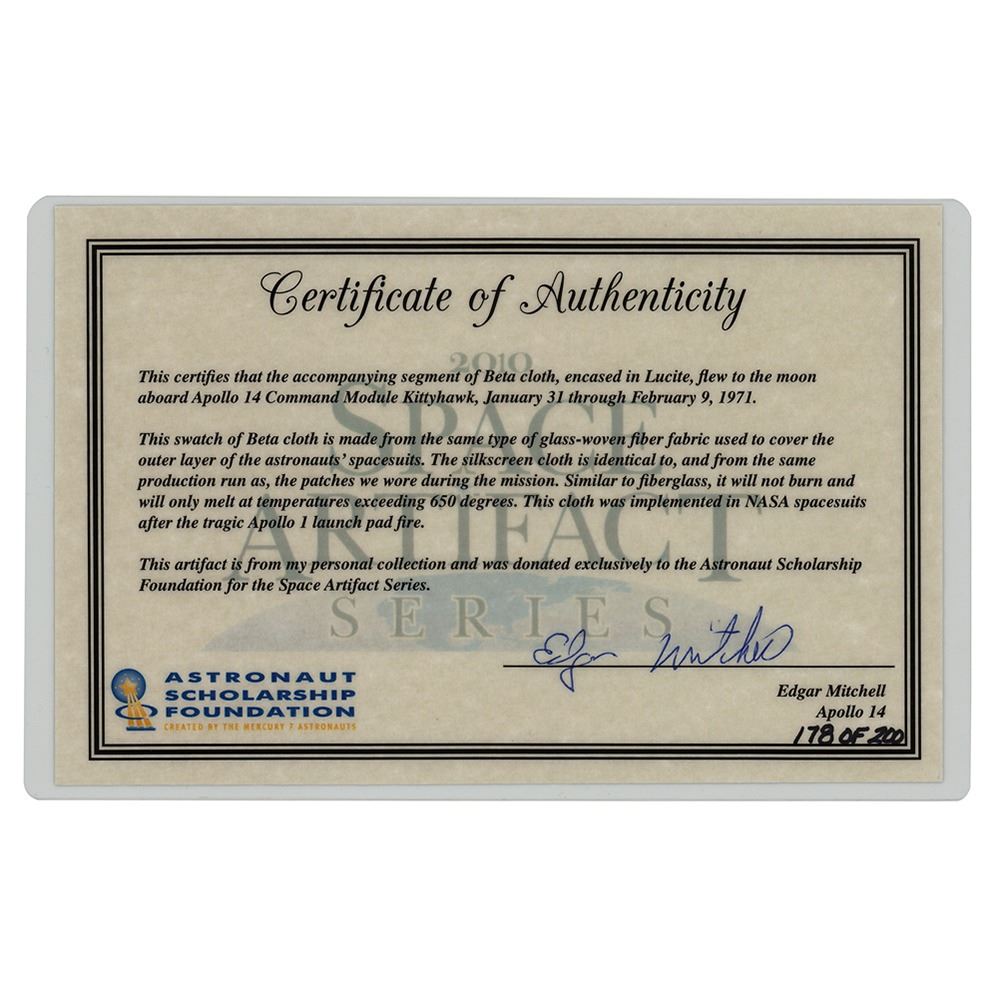 Certificate of Authenticity
2010
SPACE
ARTIFACT
SERIES
This certifies that the accompanying segment of Beta cloth, encased in Lucite, flew to the moon
aboard Apollo 14 Command Module Kittyhawk, January 31 through February 9, 1971.
This swatch of Beta cloth is made from the same type of glass-woven fiber fabric used to cover the
outer layer of the astronauts' spacesuits. The silkscreen cloth is identical to, and from the same
production run as, the patches we wore during the mission. Similar to fiberglass, it will not burn and
will only melt at temperatures exceeding 650 degrees. This cloth was implemented in NASA spacesuits
after the tragic Apollo 1 launch pad fire.
This artifact is from my personal collection and was donated exclusively to the Astronaut Scholarship
Foundation for the Space Artifact Series.
Edgar Mitchell
ASTRONAUT
SCHOLARSHIP
FOUNDATION
CREATED BY THE MERCURY 7 ASTRONAUTS
Edgar Mitchell
Apollo 14
178 OF 200